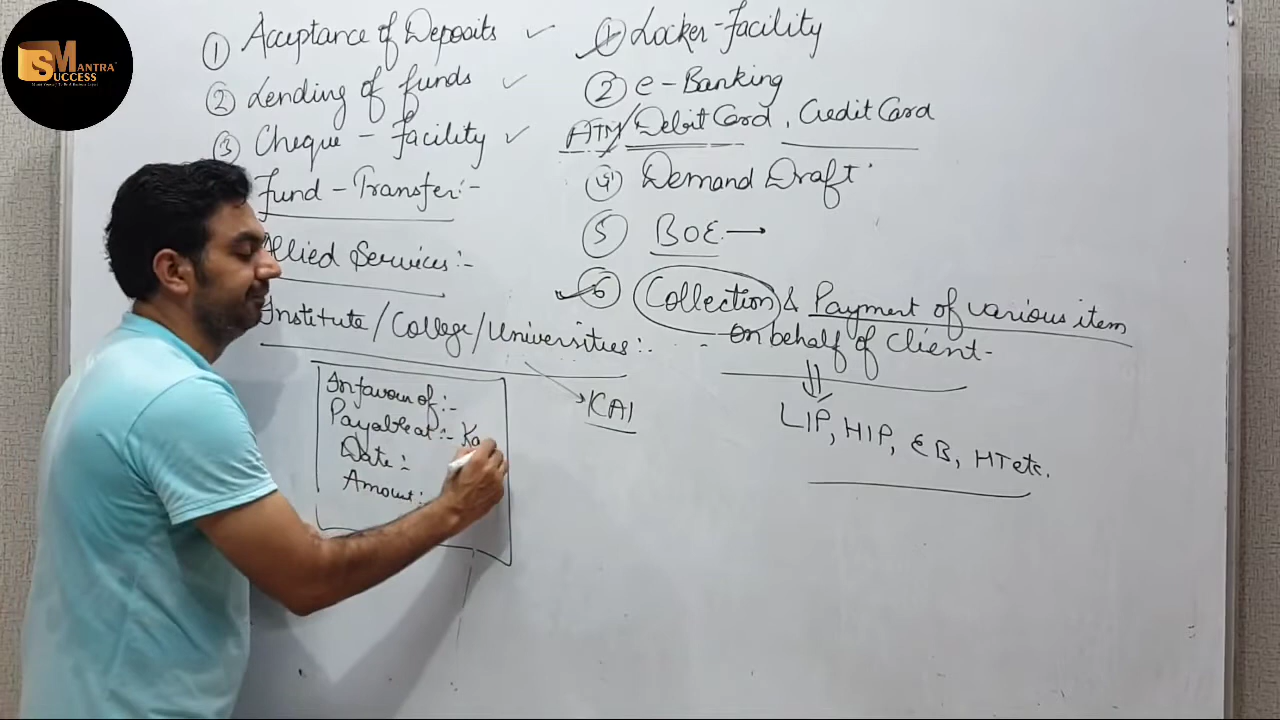 SUCCESS MANTRA
① Acceptance of Deposits ✓
② Lending of funds ✓
③ Cheque - facility ✓
Fund - Transfer:-
Allied Services:-
Institute/College/Universities:-
KAI
In favour of:-
Payable at:- Ka
Date:-
Amount:-
① Locker-facility
② e-Banking
ATM/Debit Card, Credit Card
④ Demand Draft
⑤ BOE →
⑥ Collection & Payment of various item
on behalf of client-
LIP, HIP, EB, HT etc.